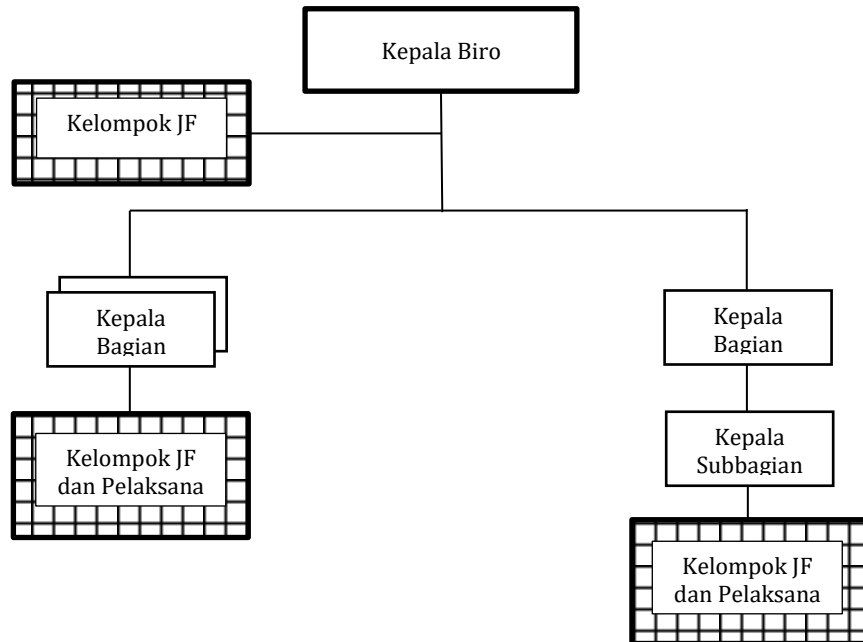 Kepala Biro
Kelompok JF
Kepala
Bagian
Kepala
Bagian
Kelompok JF
dan Pelaksana
Kepala
Subbagian
Kelompok JF
dan Pelaksana